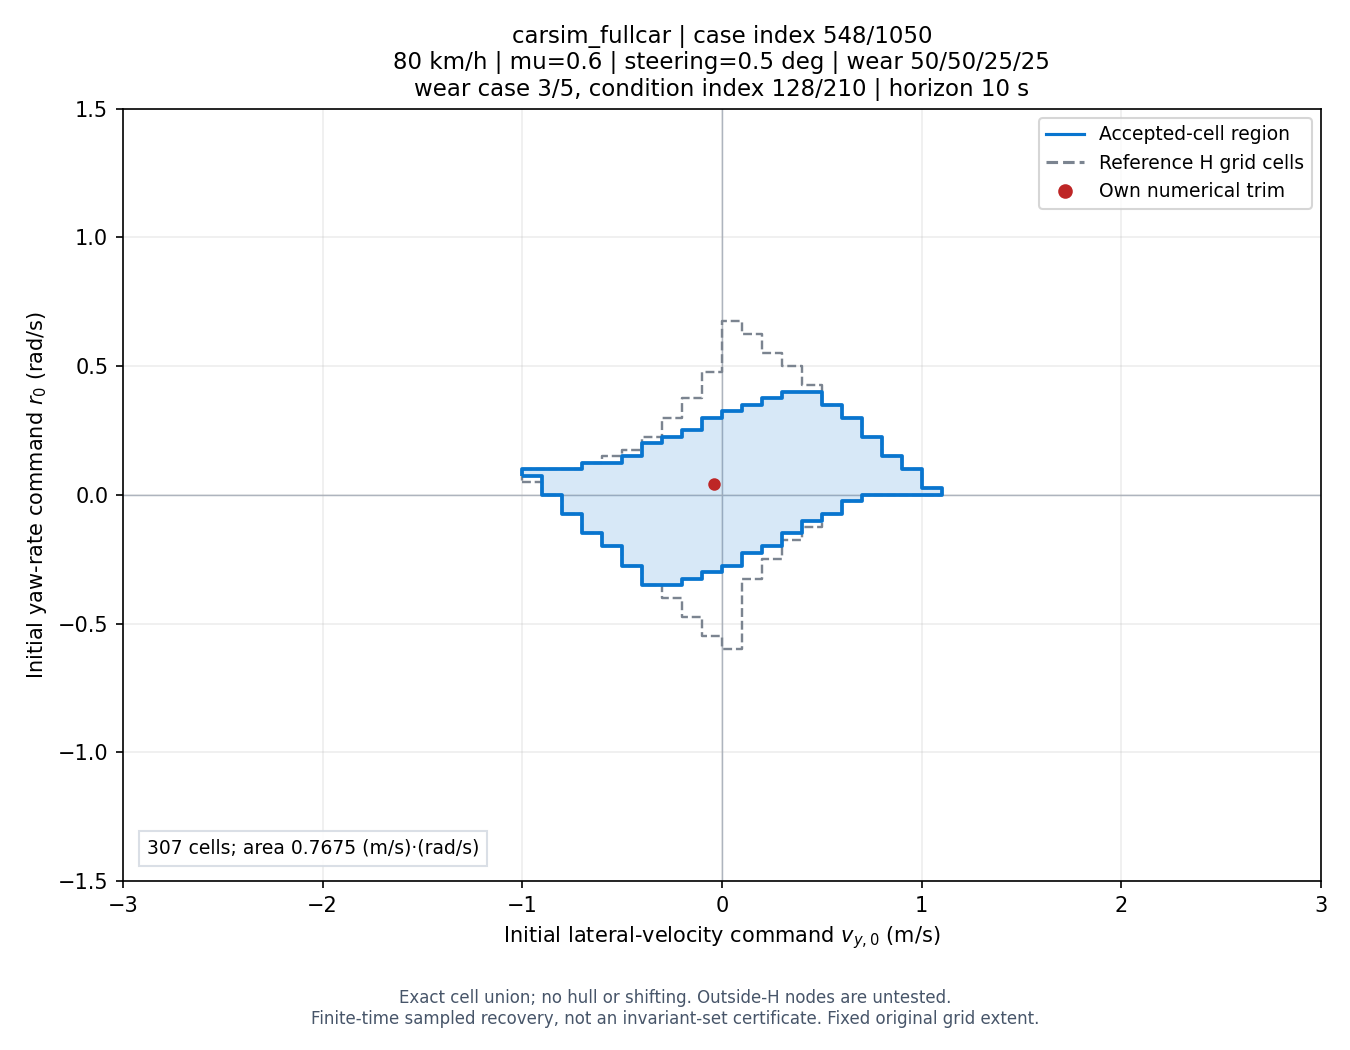 carsim_fullcar | case index 548/1050
80 km/h | mu=0.6 | steering=0.5 deg | wear 50/50/25/25
wear case 3/5, condition index 128/210 | horizon 10 s
Accepted-cell region
Reference H grid cells
Own numerical trim
1.5
1.0
0.5
0.0
−0.5
−1.0
−1.5
Initial yaw-rate command r₀ (rad/s)
307 cells; area 0.7675 (m/s)·(rad/s)
−3
−2
−1
0
1
2
3
Initial lateral-velocity command v_{y,0} (m/s)
Exact cell union; no hull or shifting. Outside-H nodes are untested.
Finite-time sampled recovery, not an invariant-set certificate. Fixed original grid extent.